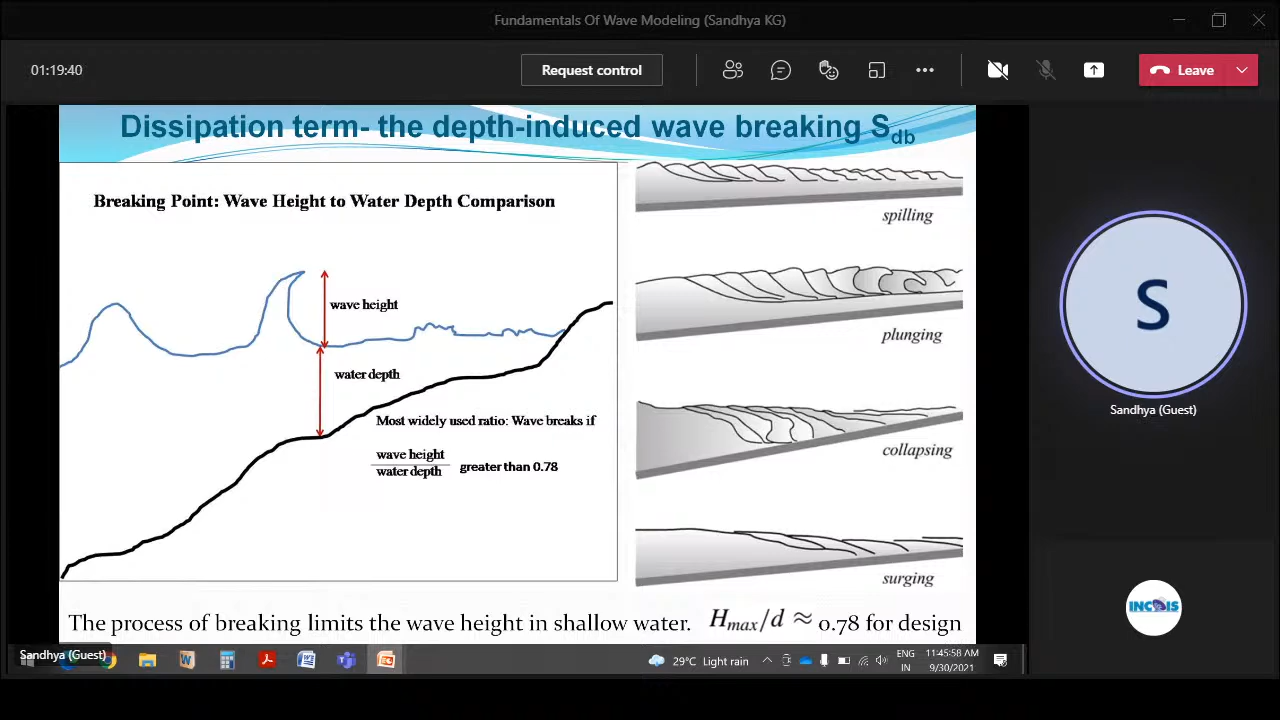 Fundamentals Of Wave Modeling (Sandhya KG)
01:19:40
Request control
Leave
Dissipation term- the depth-induced wave breaking Sdb
Breaking Point: Wave Height to Water Depth Comparison
wave height
water depth
Most widely used ratio: Wave breaks if
wave height
water depth
greater than 0.78
spilling
plunging
collapsing
surging
The process of breaking limits the wave height in shallow water. Hmax/d ≈ 0.78 for design
S
Sandhya (Guest)
INCOIS
Sandhya (Guest)
29°C Light rain
ENG
IN
11:45:58 AM
9/30/2021